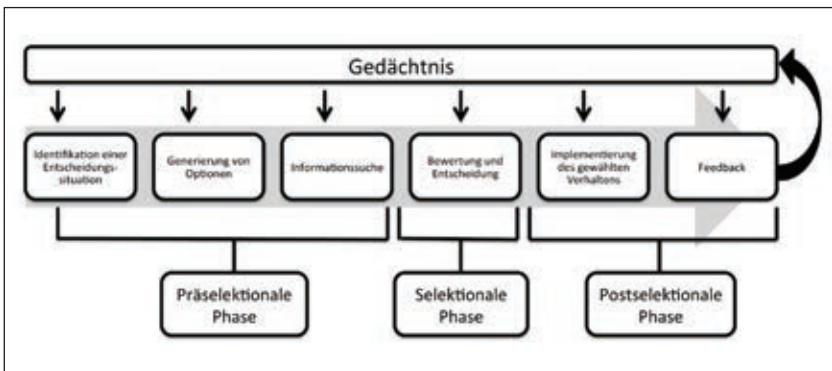 Gedächtnis
Identifikation einer
Entscheidungs-
situation
Generierung von
Optionen
Informationssuche
Bewertung und
Entscheidung
Implementierung
des gewählten
Verhaltens
Feedback
Präselektionale
Phase
Selektionale
Phase
Postselektionale
Phase